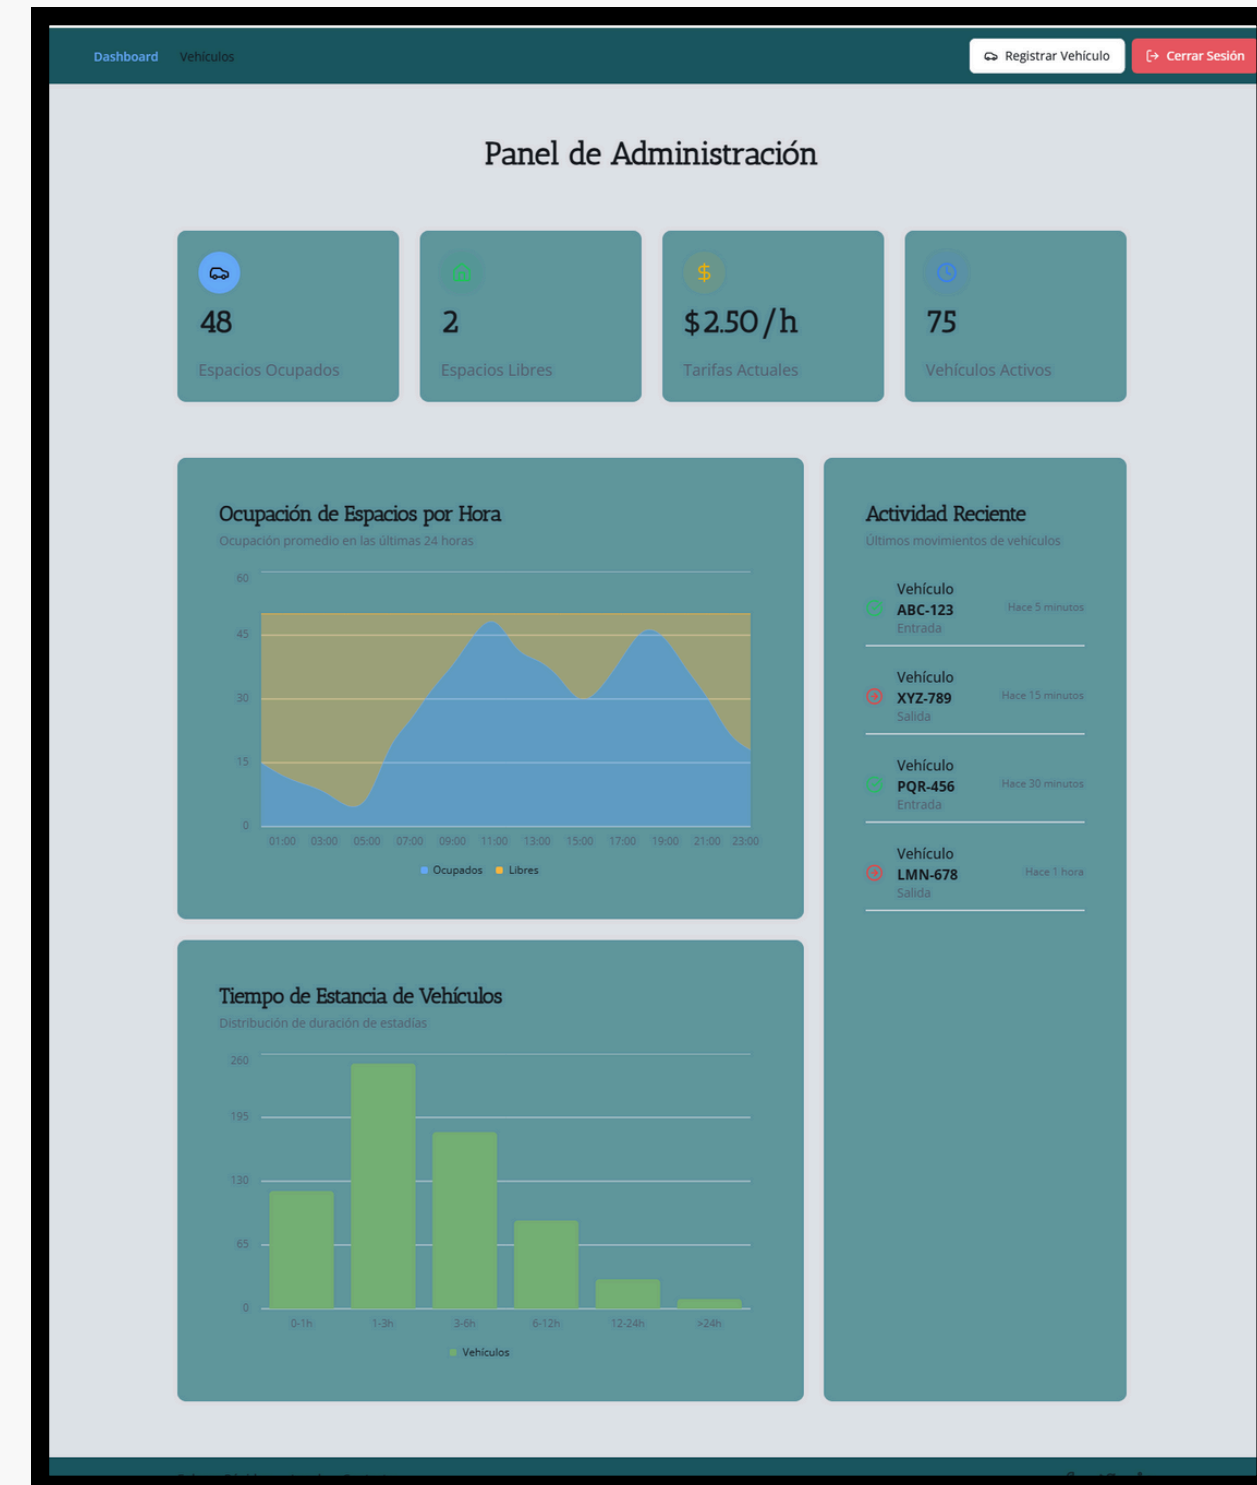 Dashboard Vehículos Registrar Vehículo Cerrar Sesión
Panel de Administración
48
Espacios Ocupados
2
Espacios Libres
$2.50/h
Tarifas Actuales
75
Vehículos Activos
Ocupación de Espacios por Hora
Ocupación promedio en las últimas 24 horas
60
45
30
15
0
01:00 03:00 05:00 07:00 09:00 11:00 13:00 15:00 17:00 19:00 21:00 23:00
Ocupados Libres
Actividad Reciente
Últimos movimientos de vehículos
Vehículo
ABC-123
Entrada
Hace 5 minutos
Vehículo
XYZ-789
Salida
Hace 15 minutos
Vehículo
PQR-456
Entrada
Hace 30 minutos
Vehículo
LMN-678
Salida
Hace 1 hora
Tiempo de Estancia de Vehículos
Distribución de duración de estadías
260
195
130
65
0
0-1h 1-3h 3-6h 6-12h 12-24h >24h
Vehículos